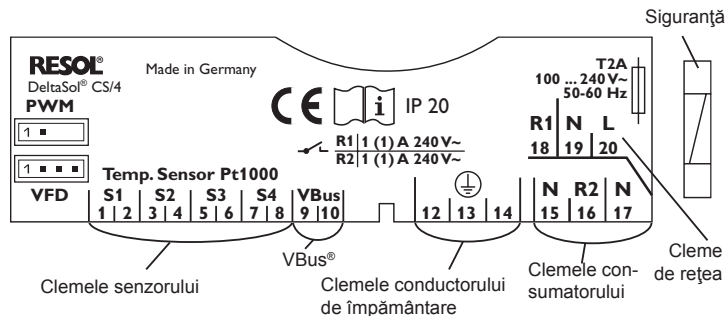 Siguranţă
RESOL®
DeltaSol® CS/4
Made in Germany
T2A
100 ... 240 V~
50-60 Hz
PWM
1
CE i IP 20
R1 1 (1) A 240 V~
R2 1 (1) A 240 V~
R1 N L
18 19 20
1
VFD
Temp. Sensor Pt1000
S1 S2 S3 S4 VBus
1 2 3 4 5 6 7 8 9 10
12 13 14
N R2 N
15 16 17
Clemele senzorului
VBus®
Clemele conductorului
de împământare
Clemele con-
sumatorului
Cleme
de reţea